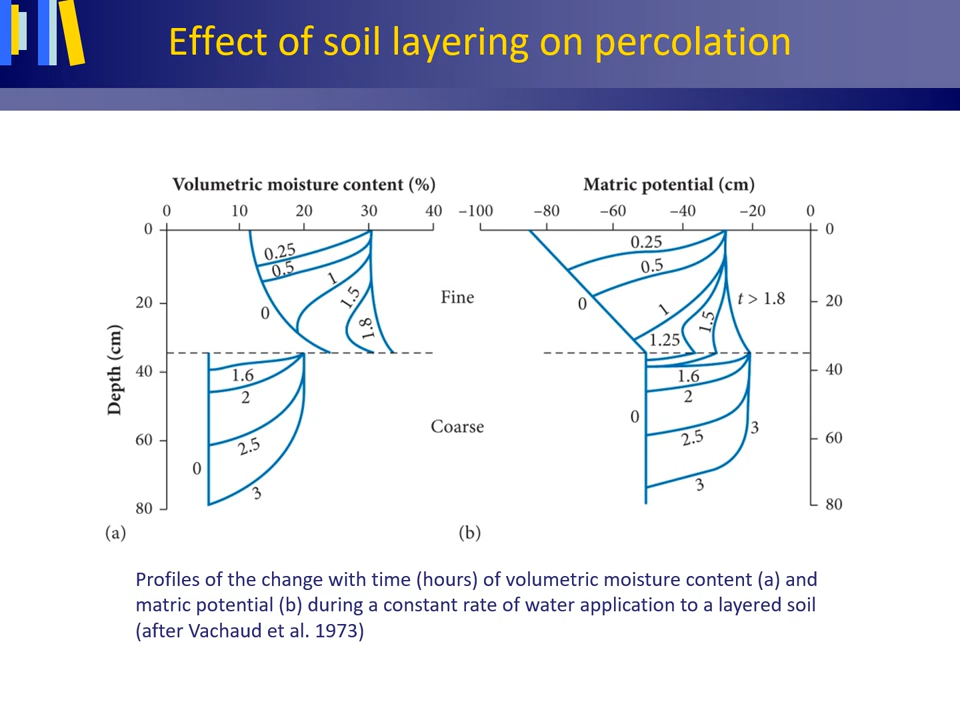 Effect of soil layering on percolation
Volumetric moisture content (%)
Matric potential (cm)
0 10 20 30 40
−100 −80 −60 −40 −20 0
Depth (cm)
0
20
40
60
80
0.25
0.5
0
1
1.5
1.8
1.6
2
2.5
0
3
Fine
Coarse
0.25
0.5
0
1
1.25
1.5
t > 1.8
1.6
2
0
2.5
3
3
0
20
40
60
80
(a)
(b)
Profiles of the change with time (hours) of volumetric moisture content (a) and
matric potential (b) during a constant rate of water application to a layered soil
(after Vachaud et al. 1973)